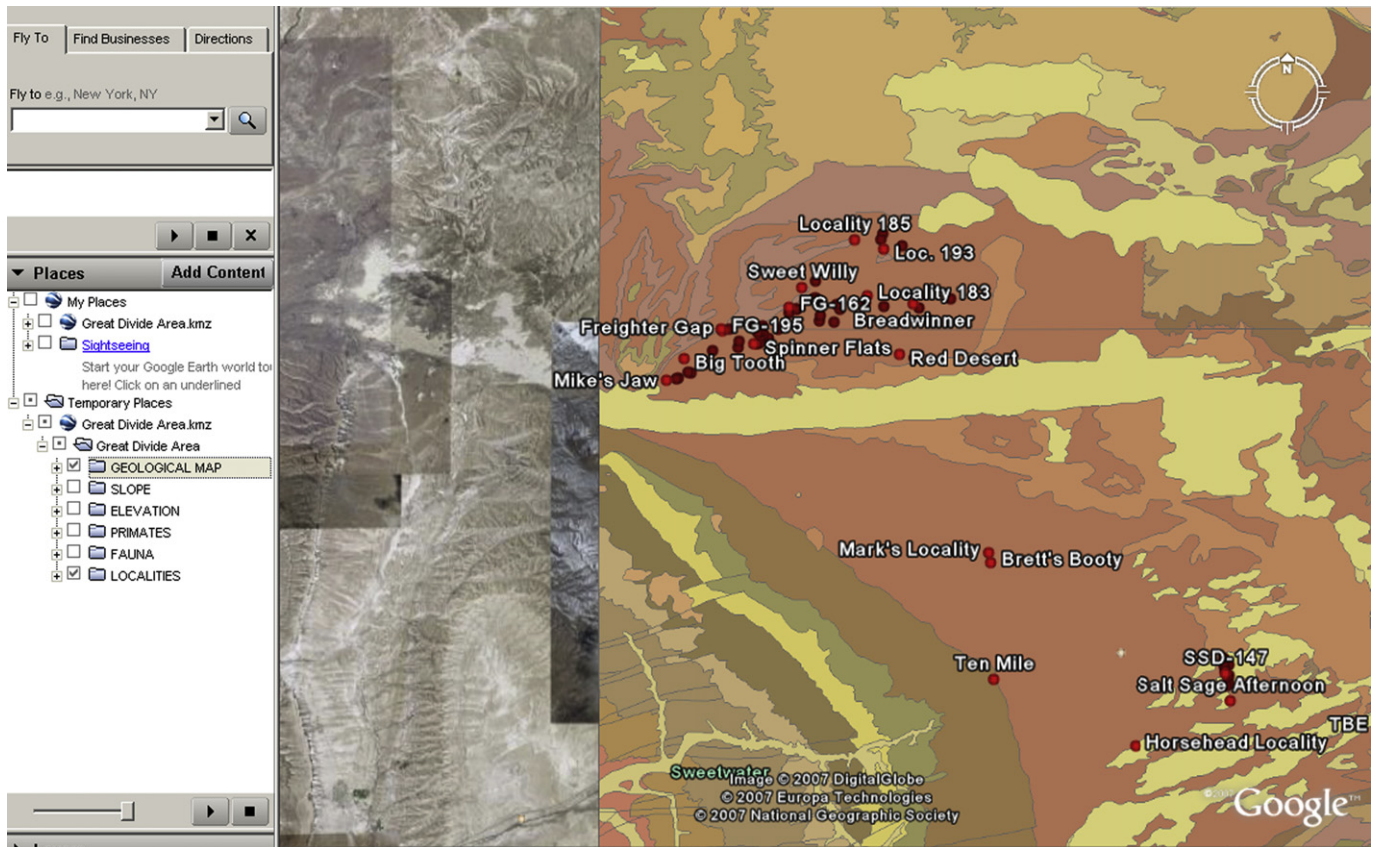 Fly To
Find Businesses
Directions
Fly to e.g., New York, NY
Places
Add Content
My Places
Great Divide Area.kmz
Sightseeing
Start your Google Earth world to
here! Click on an underlined
Temporary Places
Great Divide Area.kmz
Great Divide Area
GEOLOGICAL MAP
SLOPE
ELEVATION
PRIMATES
FAUNA
LOCALITIES
N
Locality 185
Loc. 193
Sweet Willy
Locality 183
FG-162
Breadwinner
Freighter Gap
FG-195
Spinner Flats
Red Desert
Big Tooth
Mike's Jaw
Mark's Locality
Brett's Booty
Ten Mile
SSD-147
Salt Sage Afternoon
TBE
Horsehead Locality
Sweetwater
Image © 2007 DigitalGlobe
© 2007 Europa Technologies
© 2007 National Geographic Society
©2007 Google™